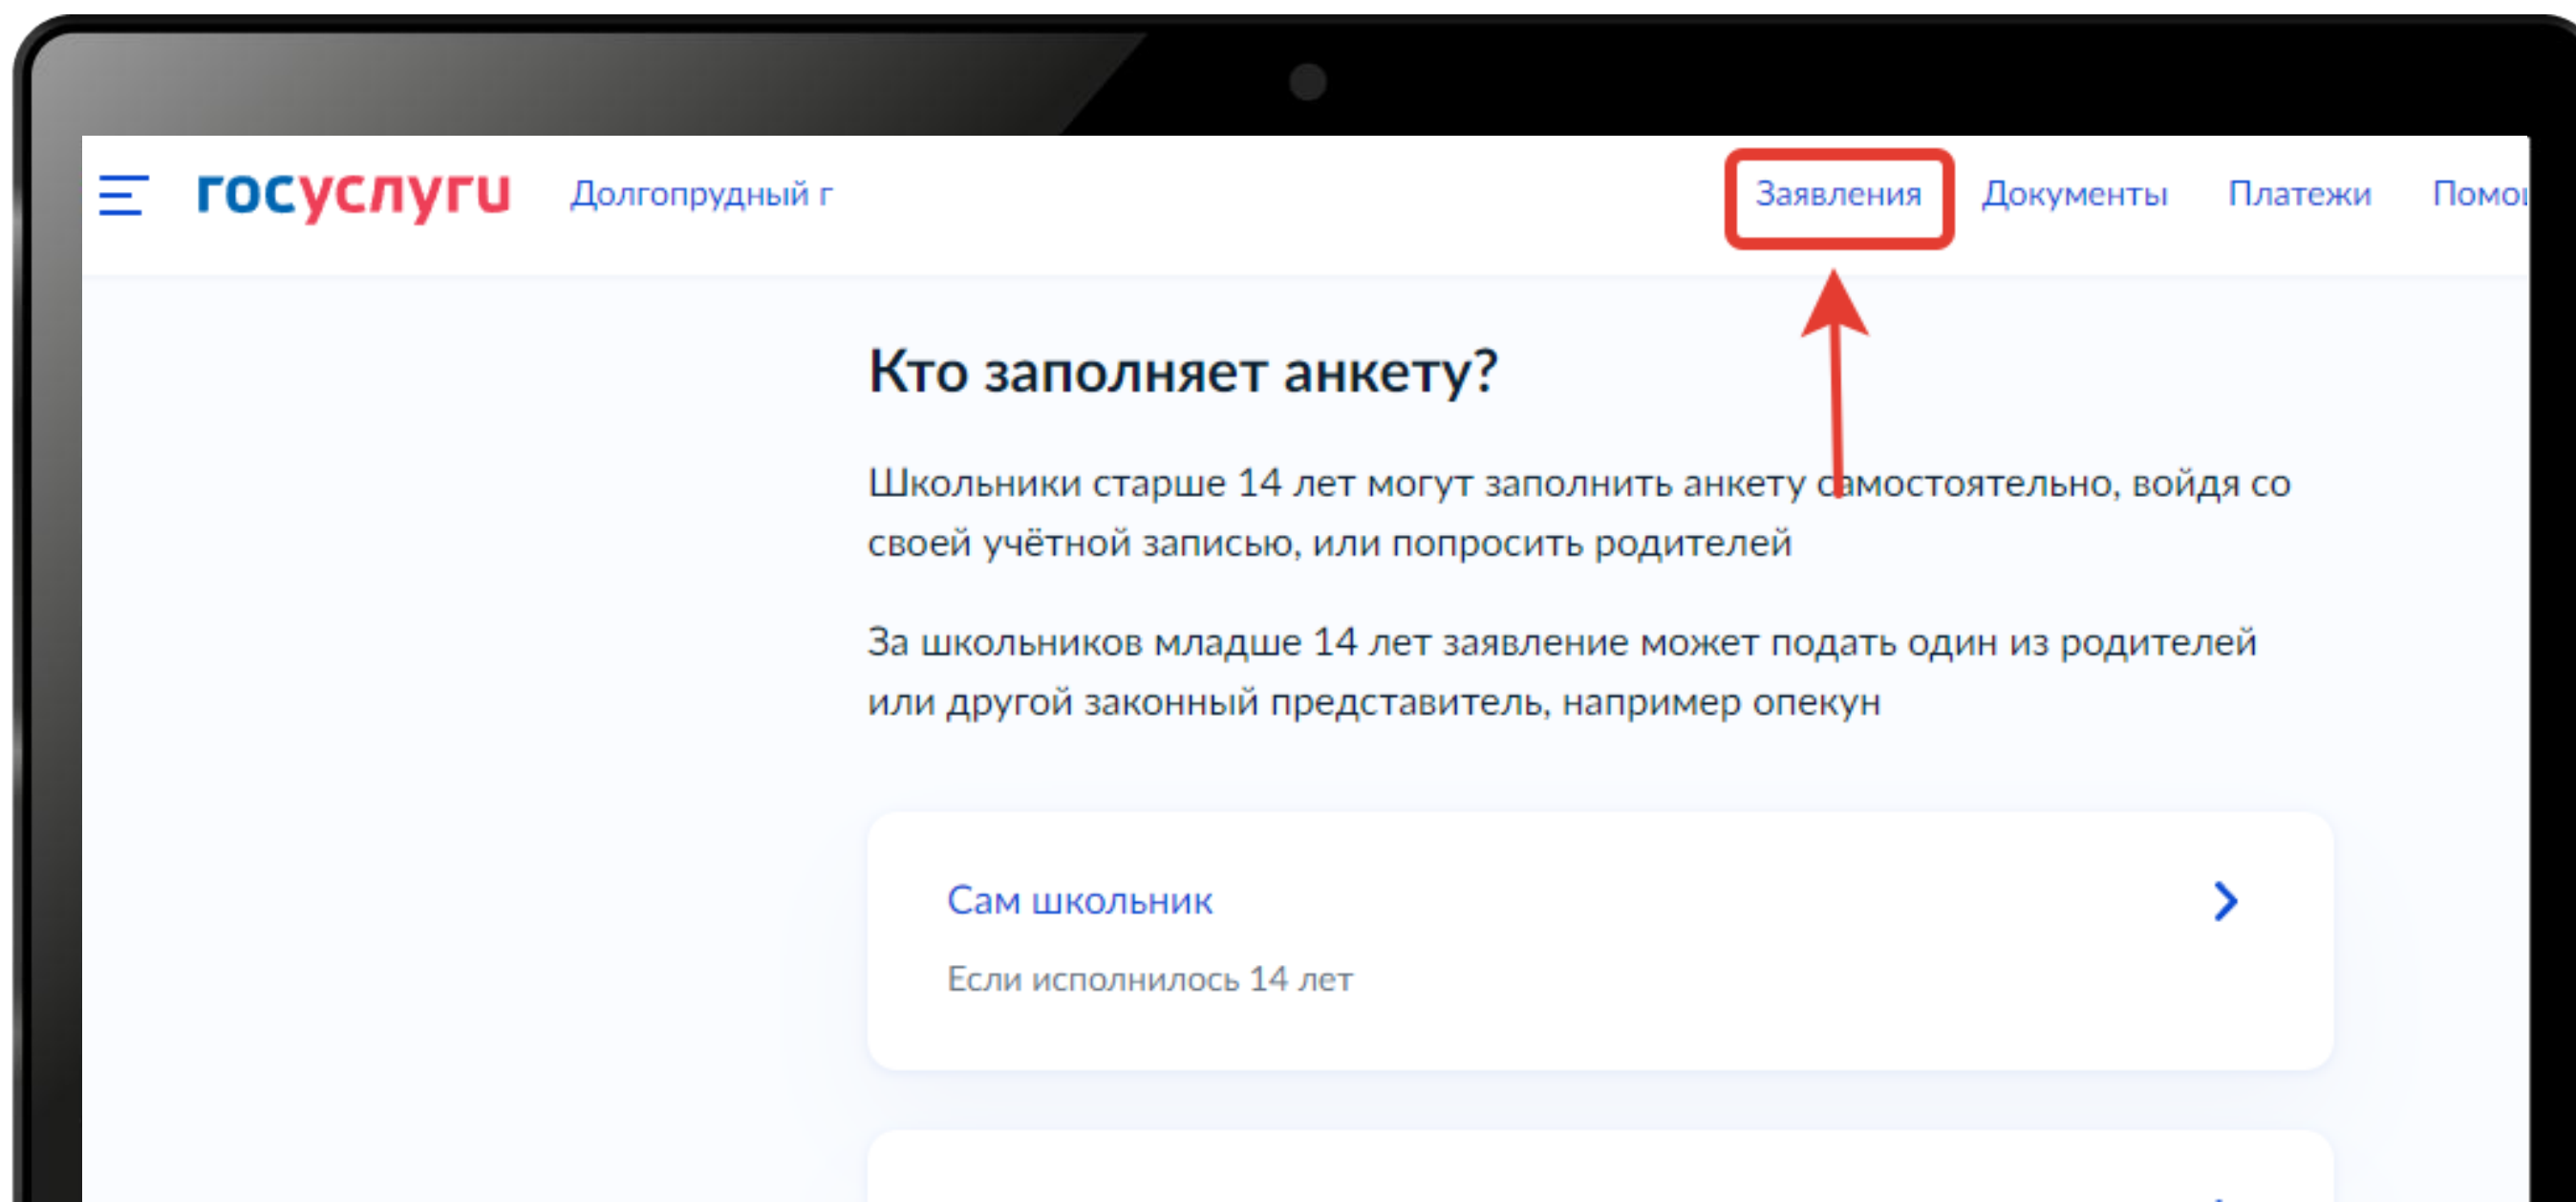 госуслуги Долгопрудный г Заявления Документы Платежи
Кто заполняет анкету?
Школьники старше 14 лет могут заполнить анкету самостоятельно, войдя со
своей учётной записью, или попросить родителей
За школьников младше 14 лет заявление может подать один из родителей
или другой законный представитель, например опекун
Сам школьник
Если исполнилось 14 лет